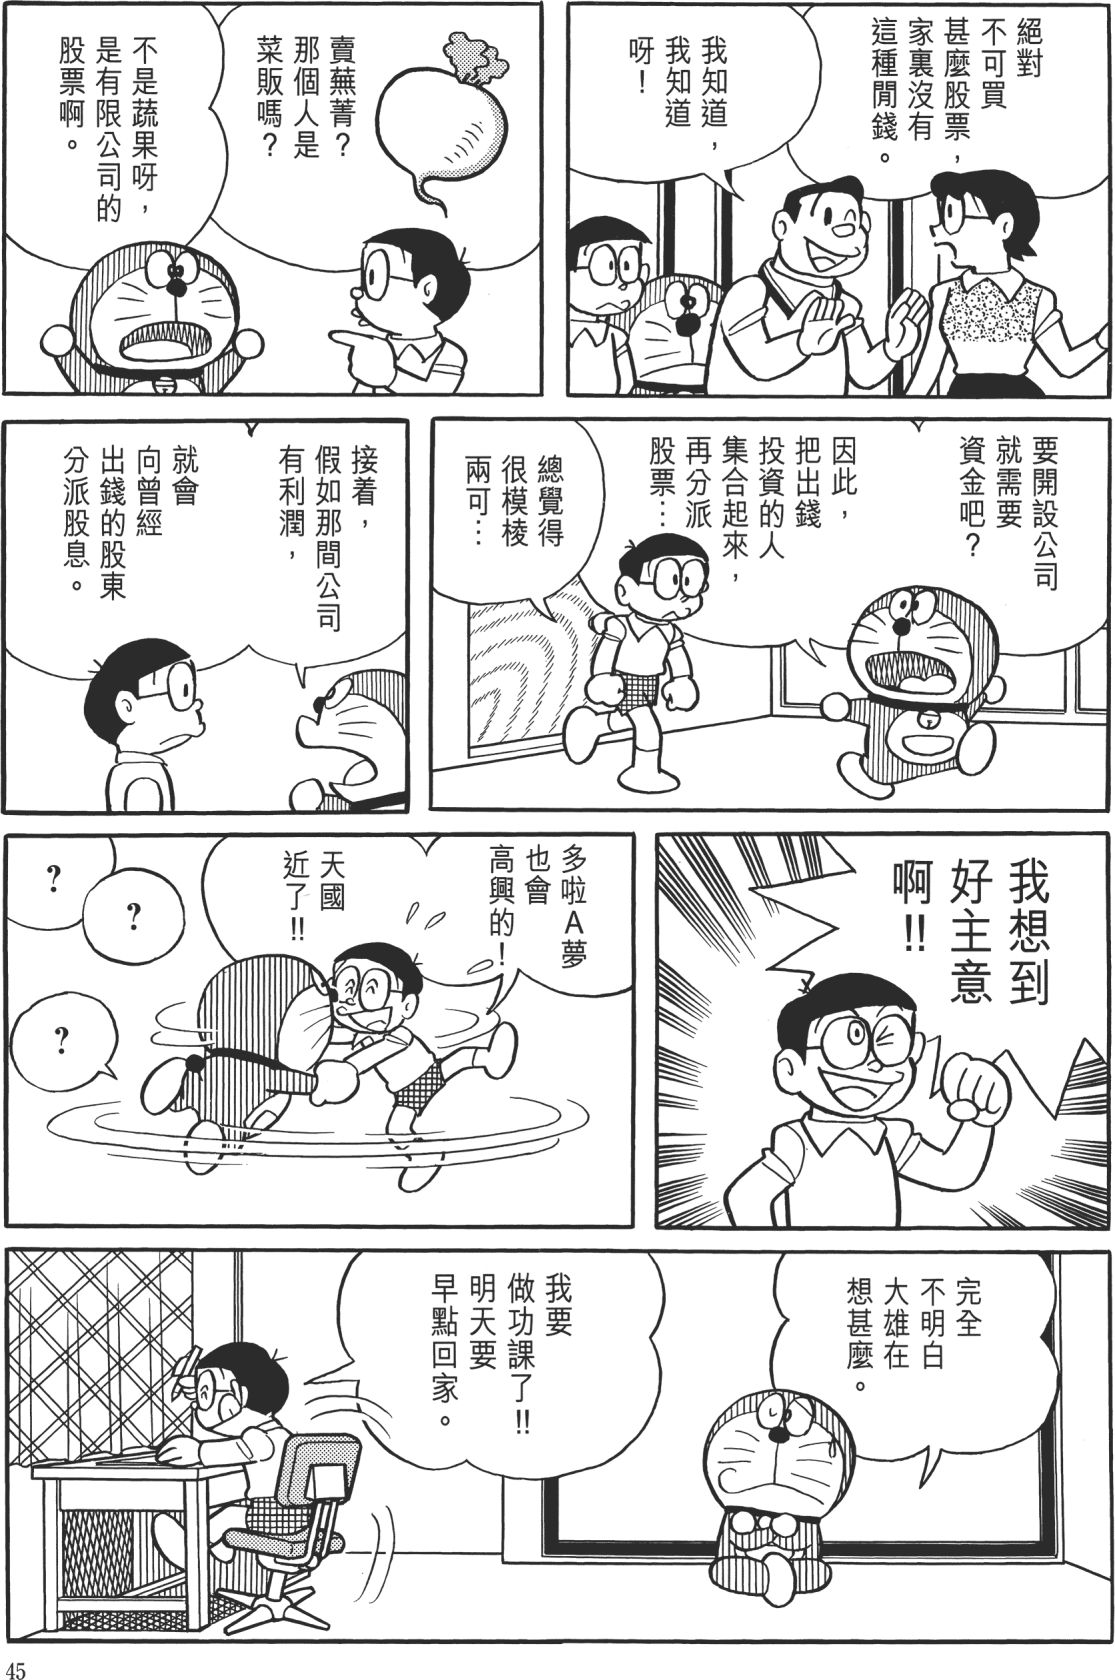 絕對
不可買
甚麼股票，
家裏沒有
這種閒錢。
我知道，
我知道
呀！
賣蕪菁？
那個人是
菜販嗎？
不是蔬果呀，
是有限公司的
股票啊。
要開設公司
就需要
資金吧？
因此，
把出錢
投資的人
集合起來，
再分派
股票…
總覺得
很模棱
兩可…
接着，
假如那間公司
有利潤，
就會
向曾經
出錢的股東
分派股息。
我想到
好主意
啊!!
多啦A夢
也會
高興的！
天國
近了!!
？
？
？
完全
不明白
大雄在
想甚麼。
我要
做功課了!!
明天要
早點回家。
45